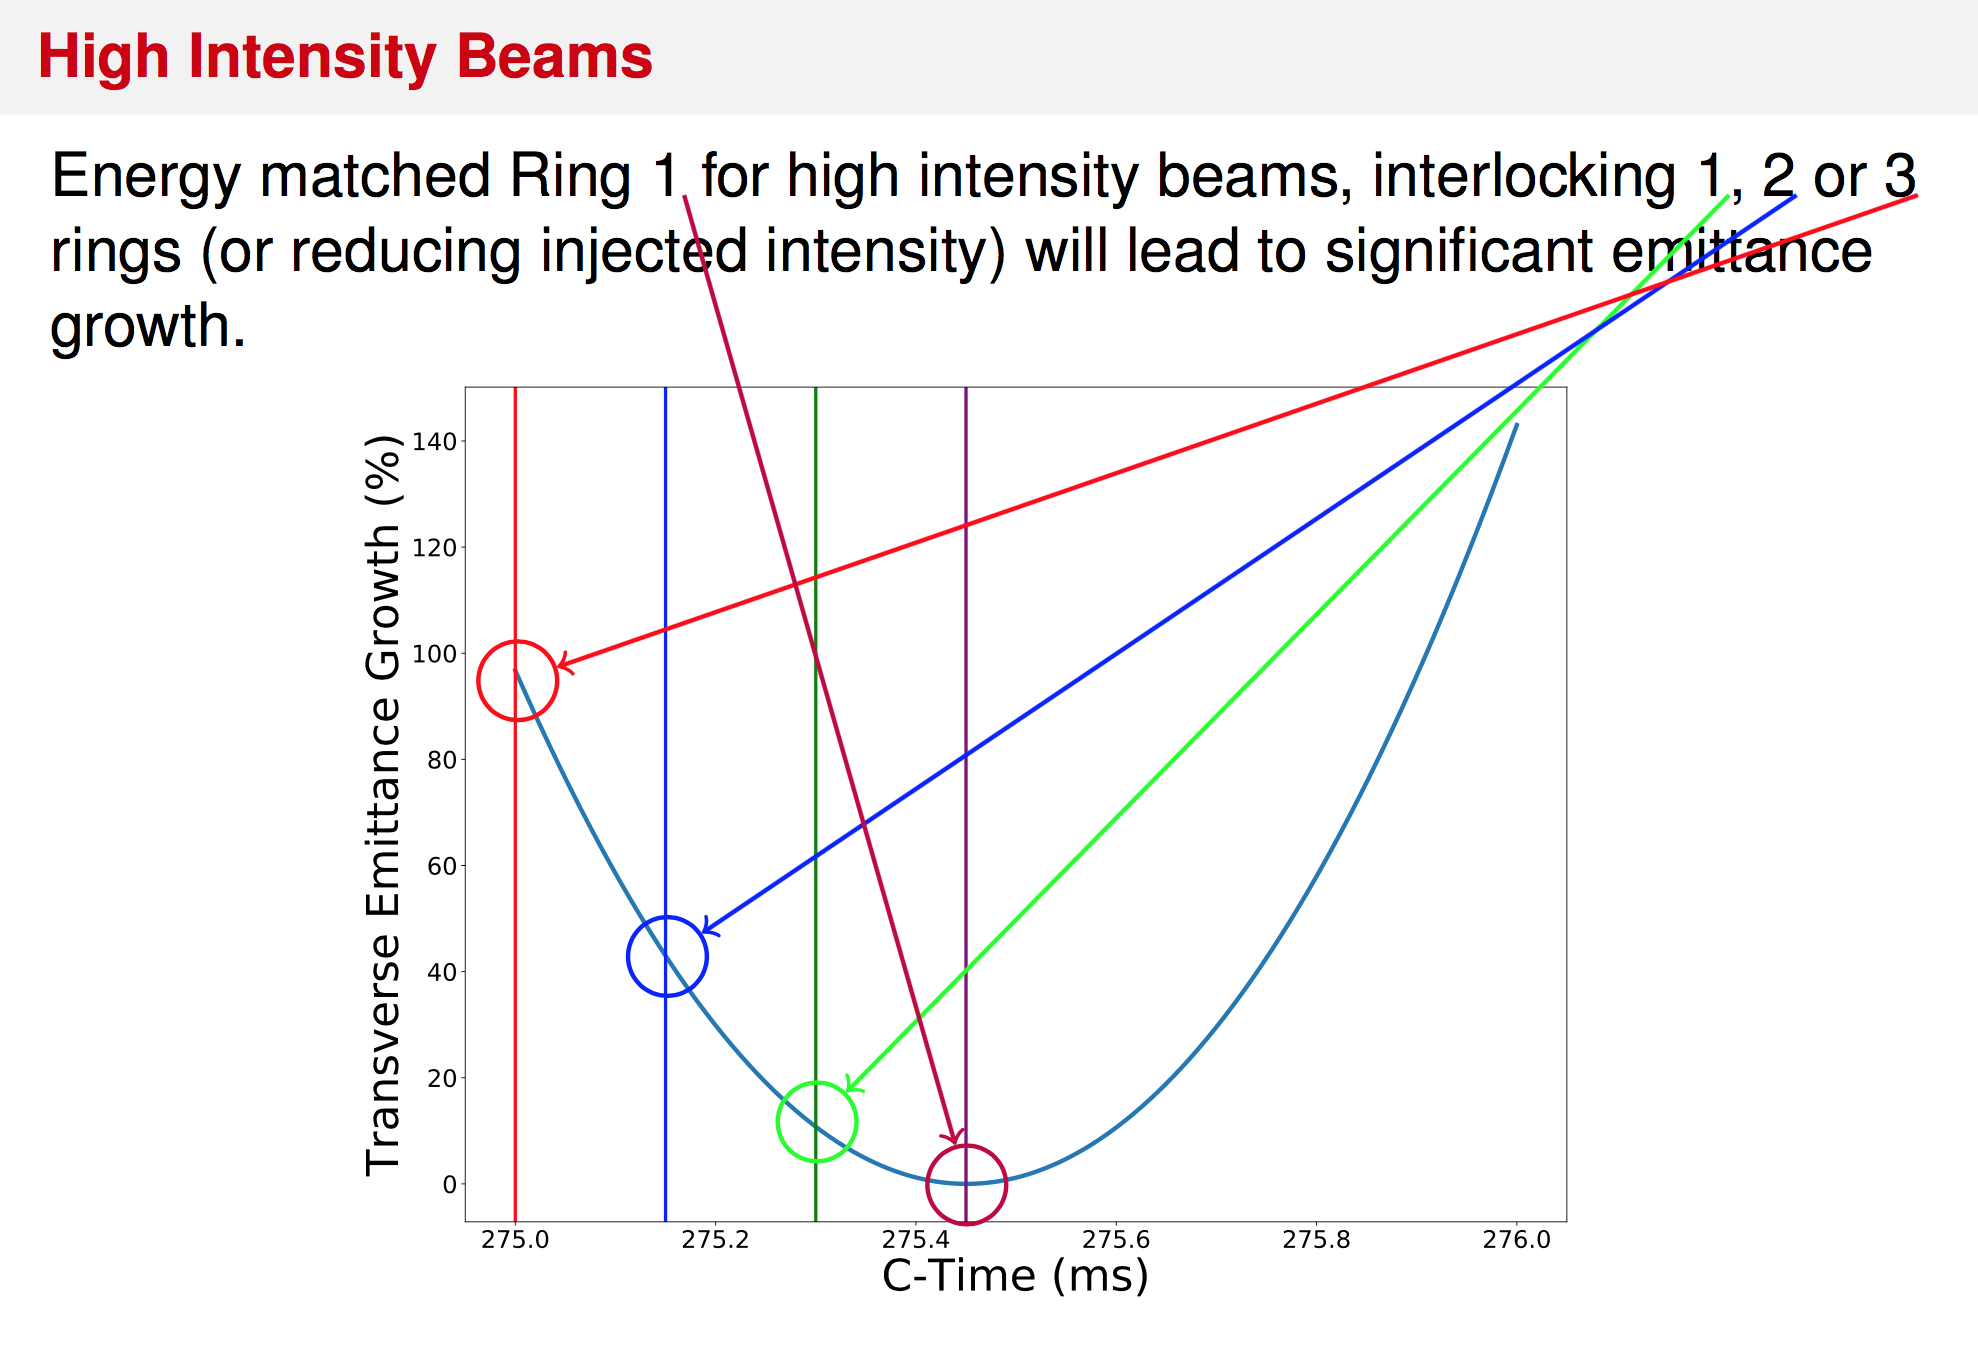 High Intensity Beams
Energy matched Ring 1 for high intensity beams, interlocking 1, 2 or 3
rings (or reducing injected intensity) will lead to significant emittance
growth.
Transverse Emittance Growth (%)
140
120
100
80
60
40
20
0
275.0 275.2 275.4 275.6 275.8 276.0
C-Time (ms)